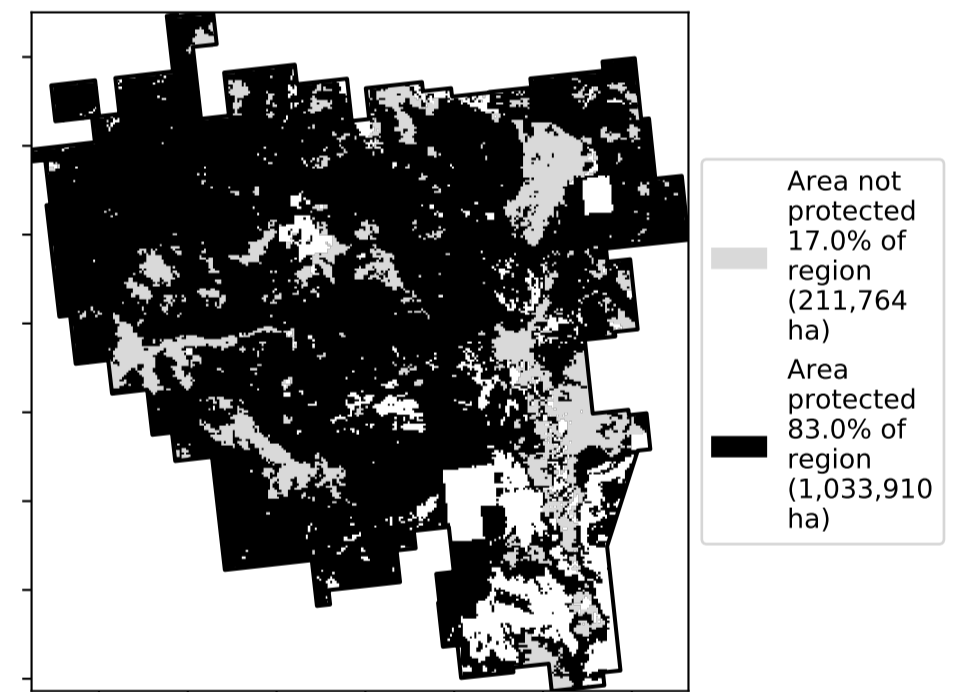 Area not
protected
17.0% of
region
(211,764
ha)
Area
protected
83.0% of
region
(1,033,910
ha)